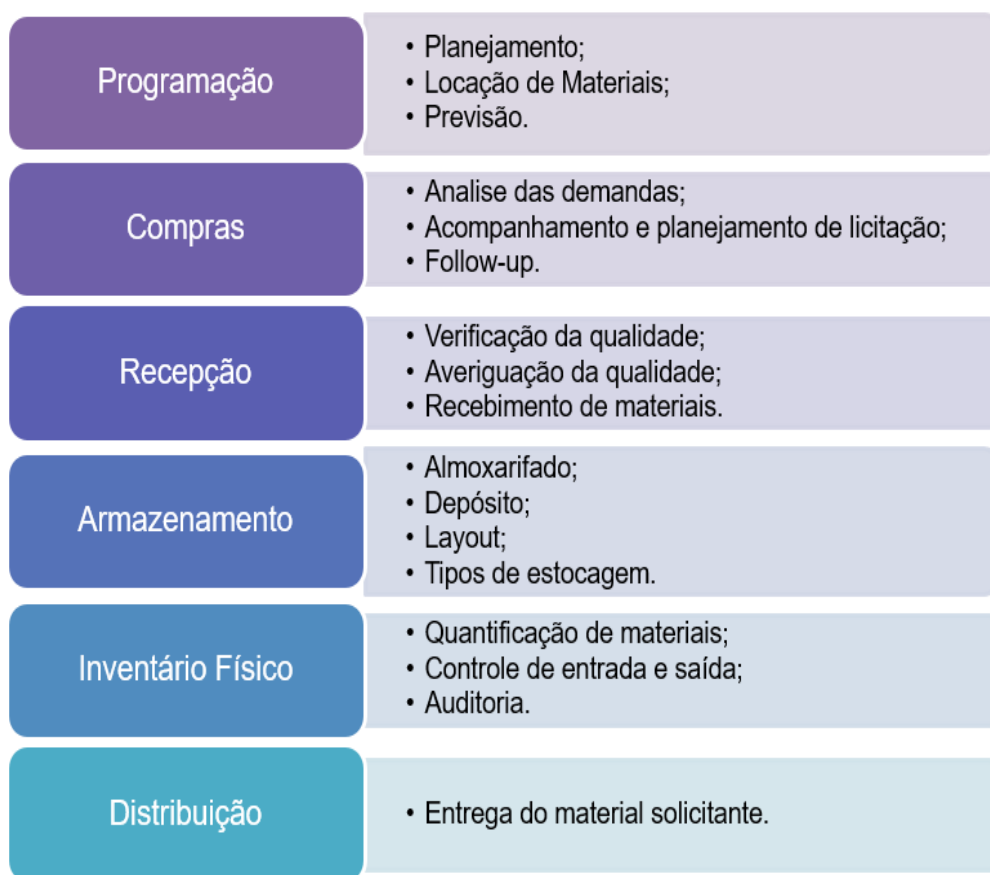 Programação
• Planejamento;
• Locação de Materiais;
• Previsão.
Compras
• Analise das demandas;
• Acompanhamento e planejamento de licitação;
• Follow-up.
Recepção
• Verificação da qualidade;
• Averiguação da qualidade;
• Recebimento de materiais.
Armazenamento
• Almoxarifado;
• Depósito;
• Layout;
• Tipos de estocagem.
Inventário Físico
• Quantificação de materiais;
• Controle de entrada e saída;
• Auditoria.
Distribuição
• Entrega do material solicitante.